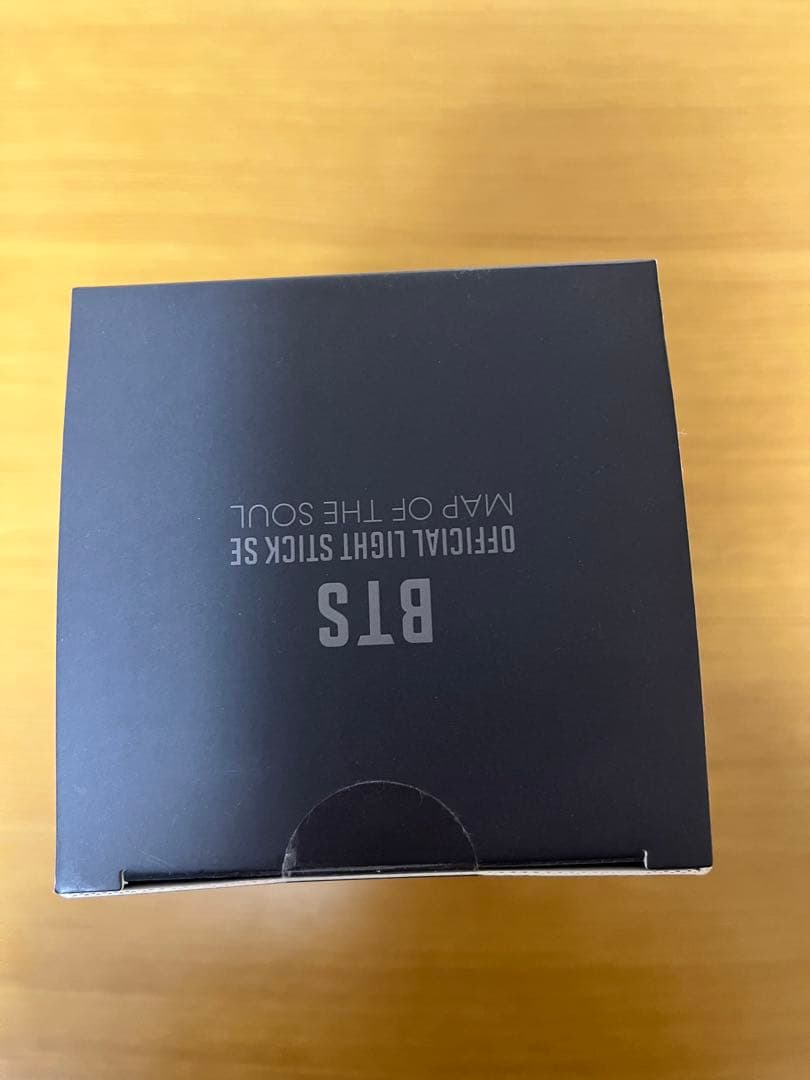 BTS
OFFICIAL LIGHT STICK SE
MAP OF THE SOUL